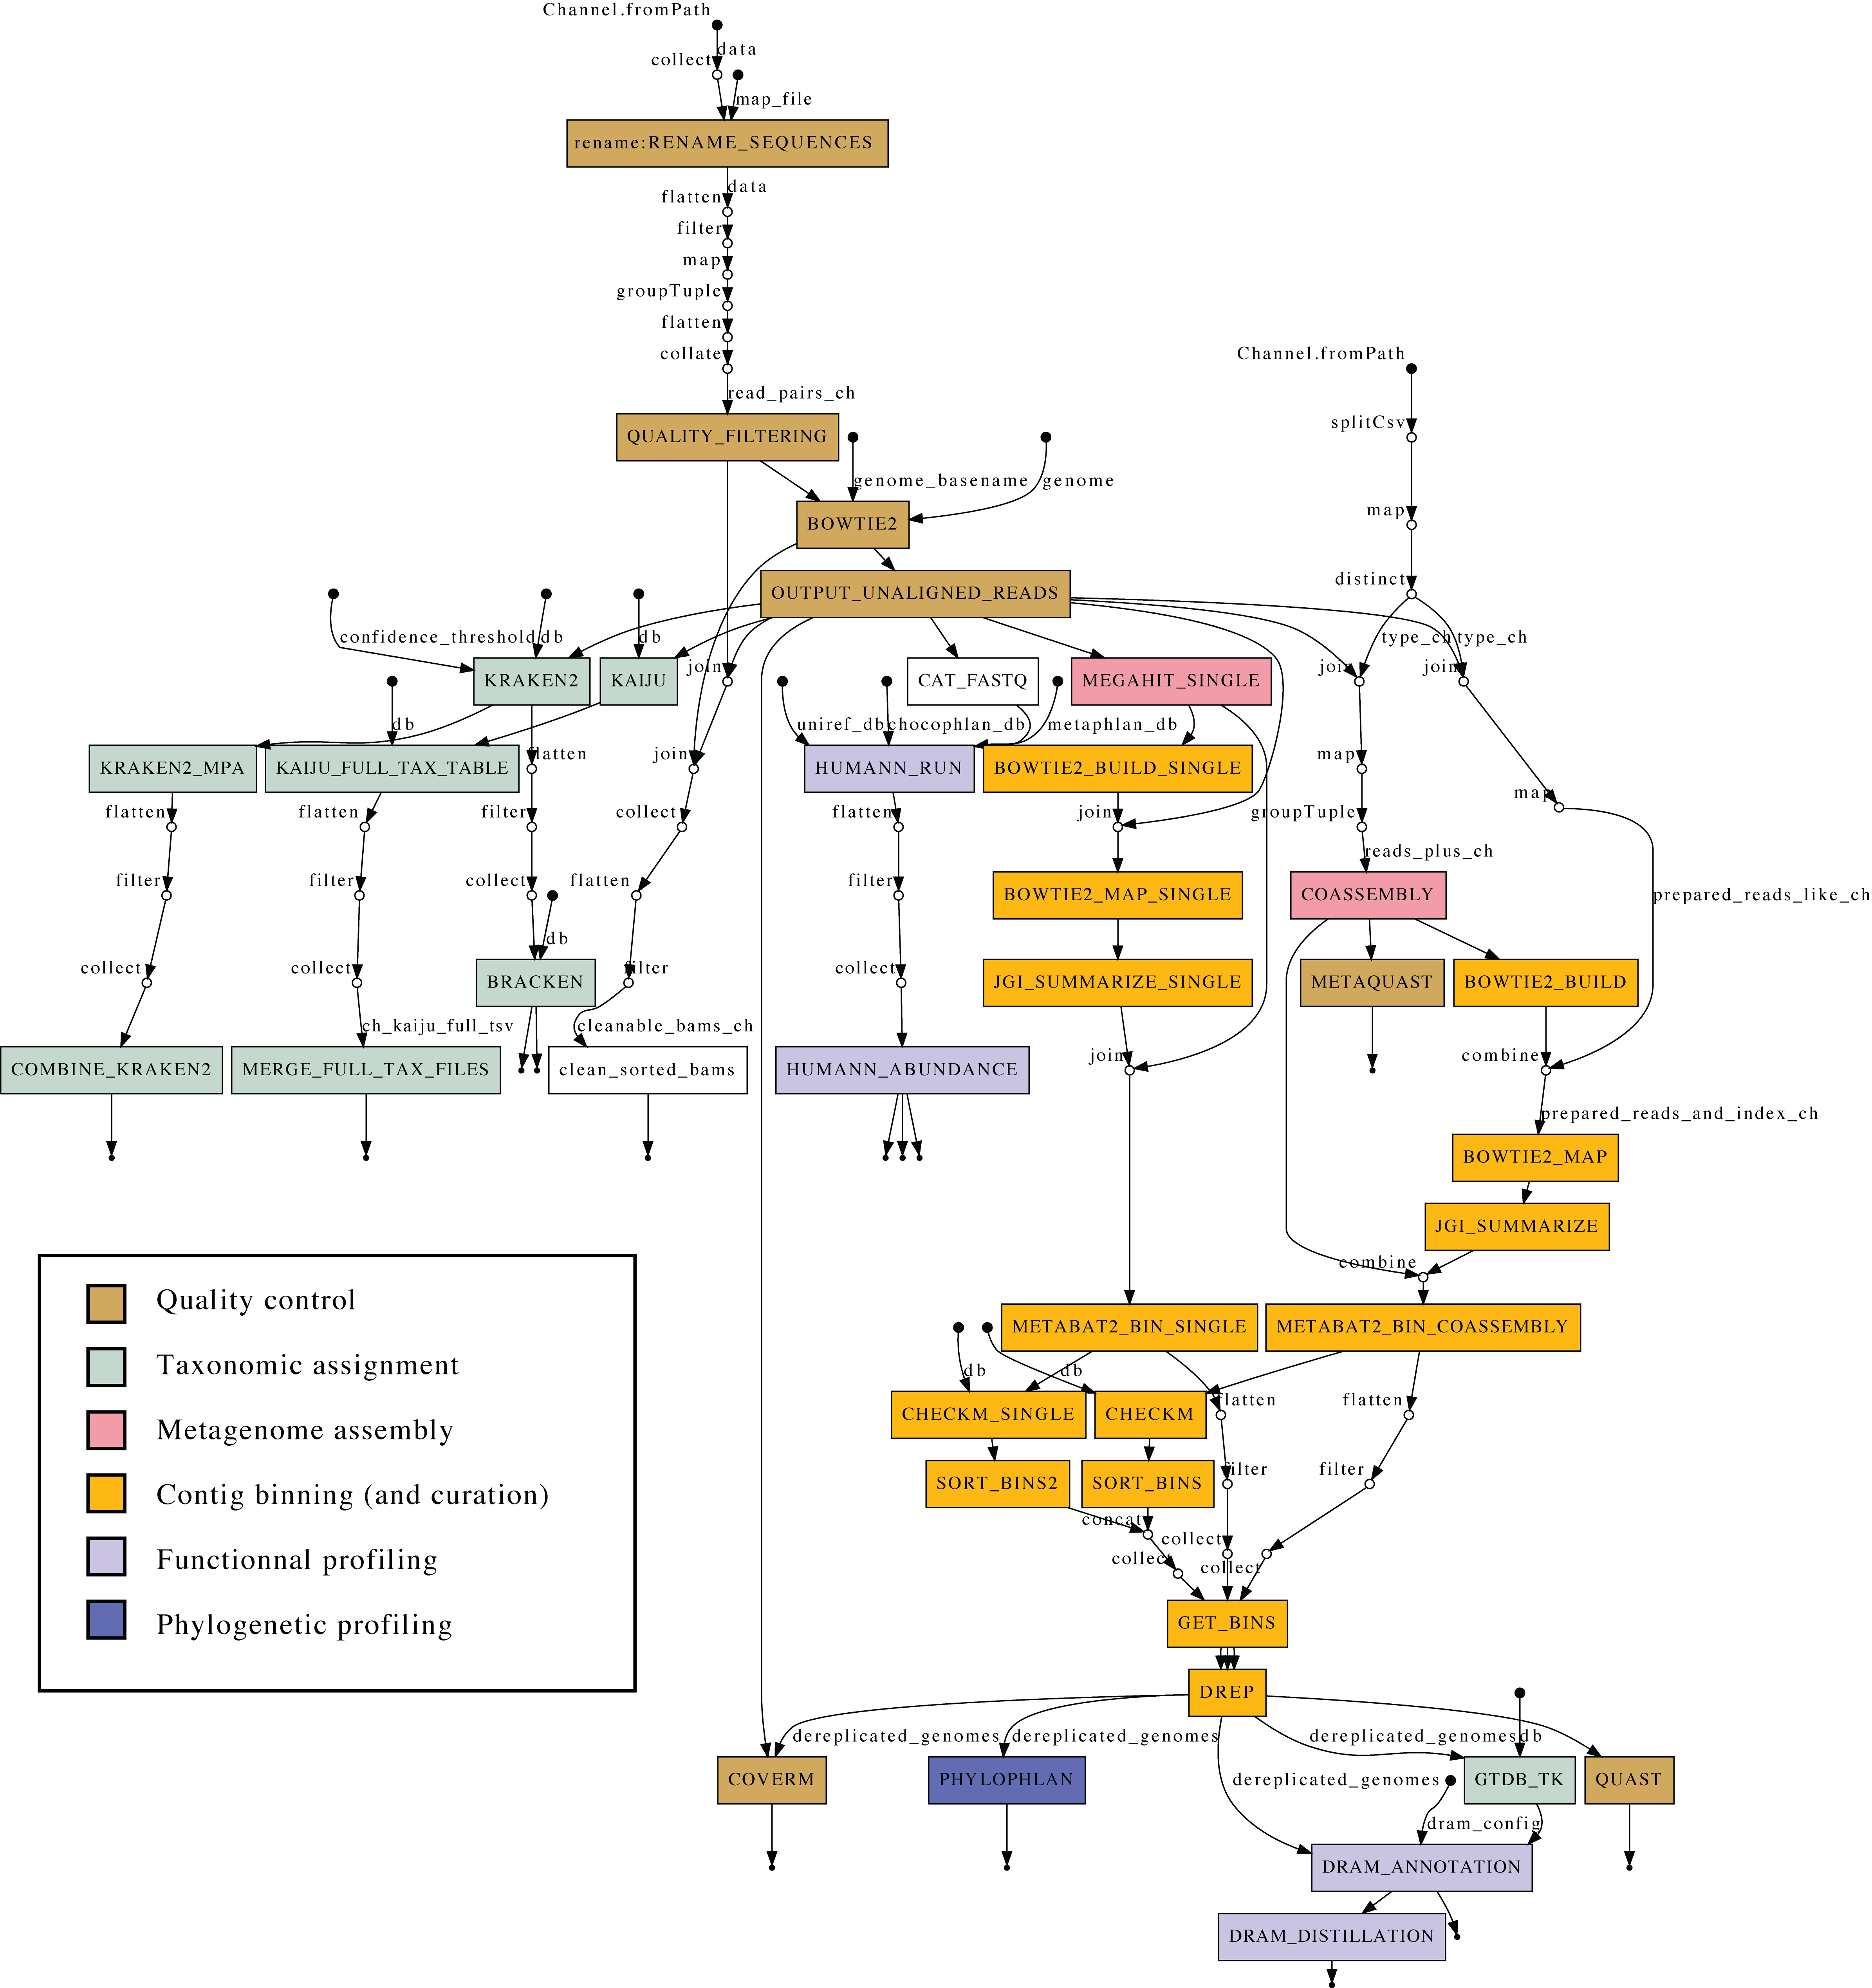 Channel.fromPath
data
collect
map_file
rename:RENAME_SEQUENCES
data
flatten
filter
map
groupTuple
flatten
collate
Channel.fromPath
read_pairs_ch
splitCsv
QUALITY_FILTERING
genome_basename
genome
map
BOWTIE2
distinct
OUTPUT_UNALIGNED_READS
confidence_threshold
db
db
type_ch
type_ch
join
join
join
KRAKEN2
KAIJU
CAT_FASTQ
MEGAHIT_SINGLE
db
uniref_db
chocophlan_db
metaphlan_db
flatten
join
map
KRAKEN2_MPA
KAIJU_FULL_TAX_TABLE
HUMANN_RUN
BOWTIE2_BUILD_SINGLE
map
flatten
flatten
filter
collect
flatten
join
groupTuple
reads_plus_ch
filter
filter
collect
flatten
filter
BOWTIE2_MAP_SINGLE
COASSEMBLY
prepared_reads_like_ch
db
collect
collect
filter
collect
BRACKEN
JGI_SUMMARIZE_SINGLE
METAQUAST
BOWTIE2_BUILD
ch_kaiju_full_tsv
cleanable_bams_ch
join
combine
COMBINE_KRAKEN2
MERGE_FULL_TAX_FILES
clean_sorted_bams
HUMANN_ABUNDANCE
prepared_reads_and_index_ch
BOWTIE2_MAP
JGI_SUMMARIZE
combine
Quality control
METABAT2_BIN_SINGLE
METABAT2_BIN_COASSEMBLY
Taxonomic assignment
db
db
flatten
flatten
CHECKM_SINGLE
CHECKM
Metagenome assembly
filter
filter
SORT_BINS2
SORT_BINS
Contig binning (and curation)
concat
collect
collect
collect
Functionnal profiling
Phylogenetic profiling
GET_BINS
DREP
dereplicated_genomes
dereplicated_genomes
dereplicated_genomes
db
COVERM
PHYLOPHLAN
dereplicated_genomes
GTDB_TK
QUAST
dram_config
DRAM_ANNOTATION
DRAM_DISTILLATION